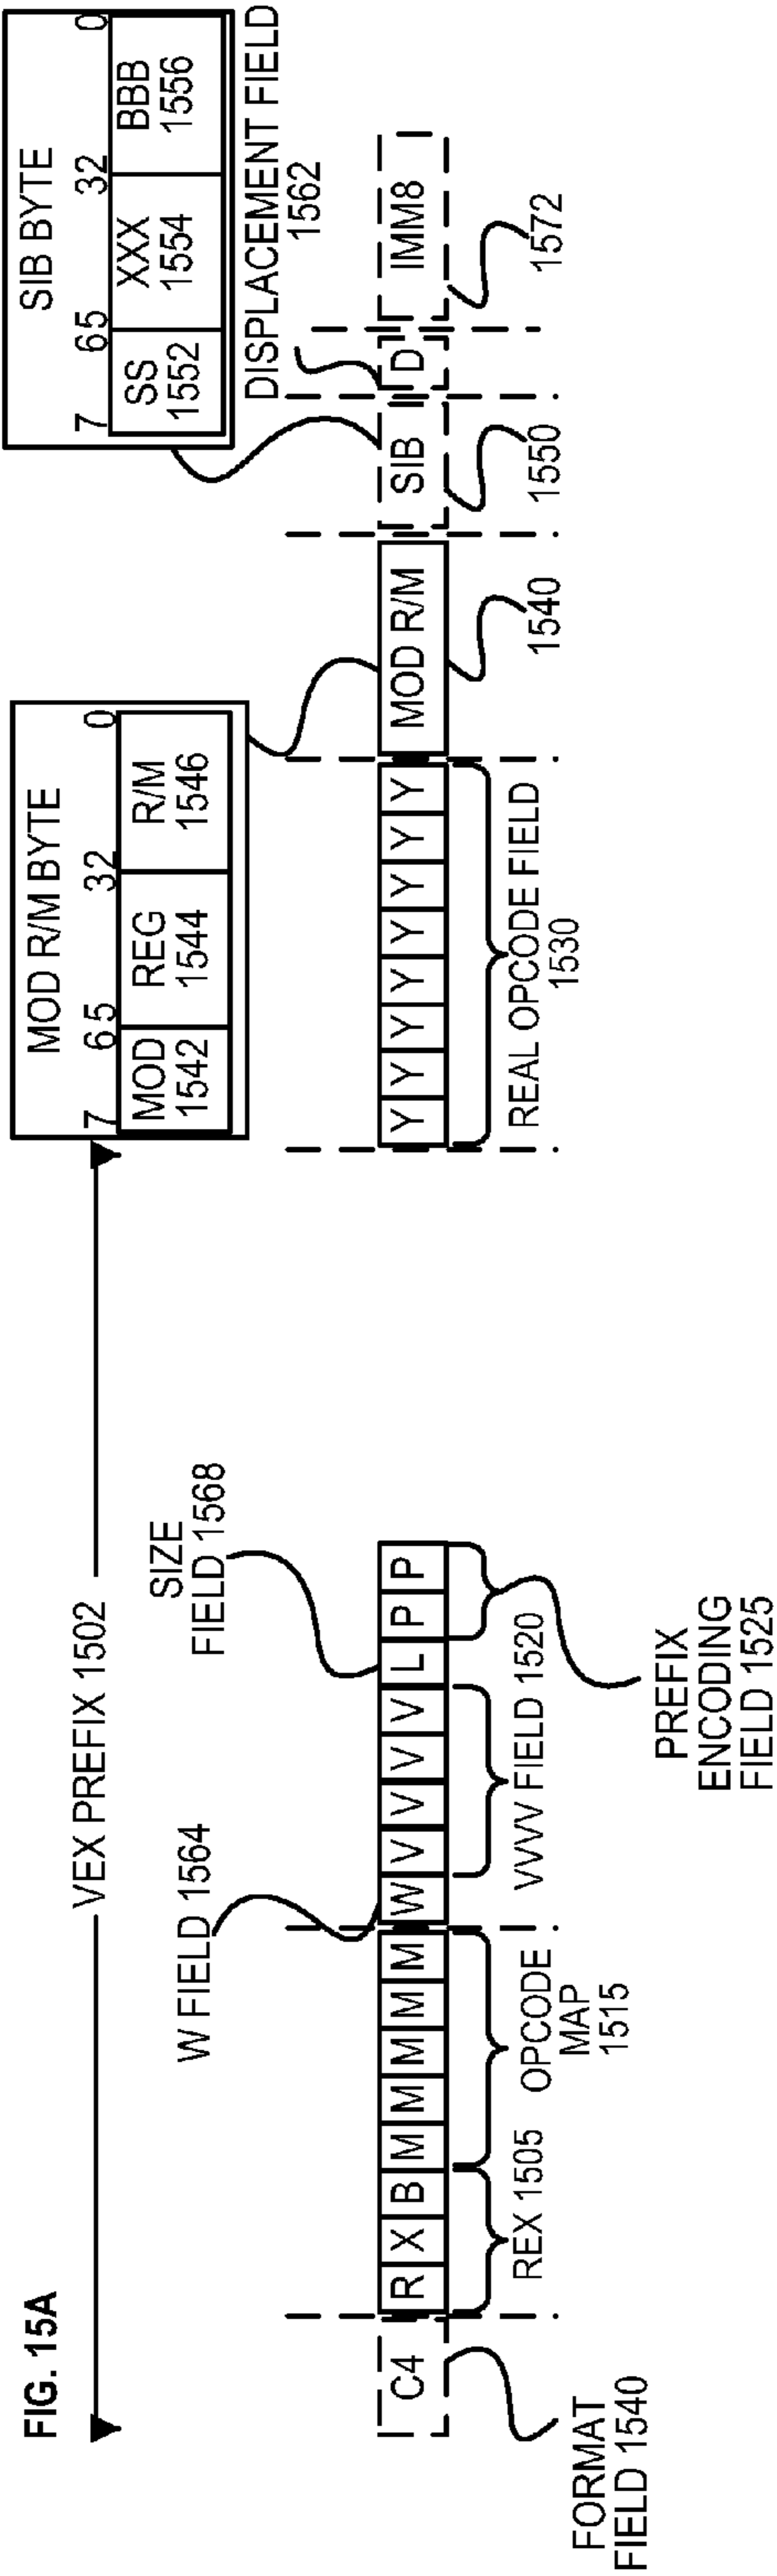 FIG. 15A
VEX PREFIX 1502
MOD R/M BYTE
7 6 5 3 2 0
MOD
1542
REG
1544
R/M
1546
SIB BYTE
7 6 5 3 2 0
SS
1552
XXX
1554
BBB
1556
W FIELD 1564
SIZE
FIELD 1568
DISPLACEMENT FIELD
1562
C4 R X B M M M M M W V V V V L P P Y Y Y Y Y Y Y Y MOD R/M SIB D IMM8
FORMAT
FIELD 1540
REX 1505
OPCODE
MAP
1515
VVVV FIELD 1520
PREFIX
ENCODING
FIELD 1525
REAL OPCODE FIELD
1530
1540
1550
1572